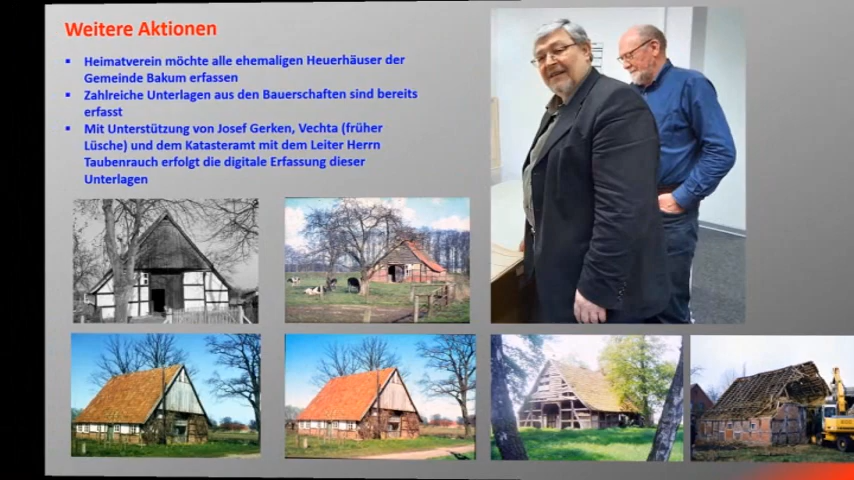 Weitere Aktionen
▪ Heimatverein möchte alle ehemaligen Heuerhäuser der
Gemeinde Bakum erfassen
▪ Zahlreiche Unterlagen aus den Bauerschaften sind bereits
erfasst
▪ Mit Unterstützung von Josef Gerken, Vechta (früher
Lüsche) und dem Katasteramt mit dem Leiter Herrn
Taubenrauch erfolgt die digitale Erfassung dieser
Unterlagen